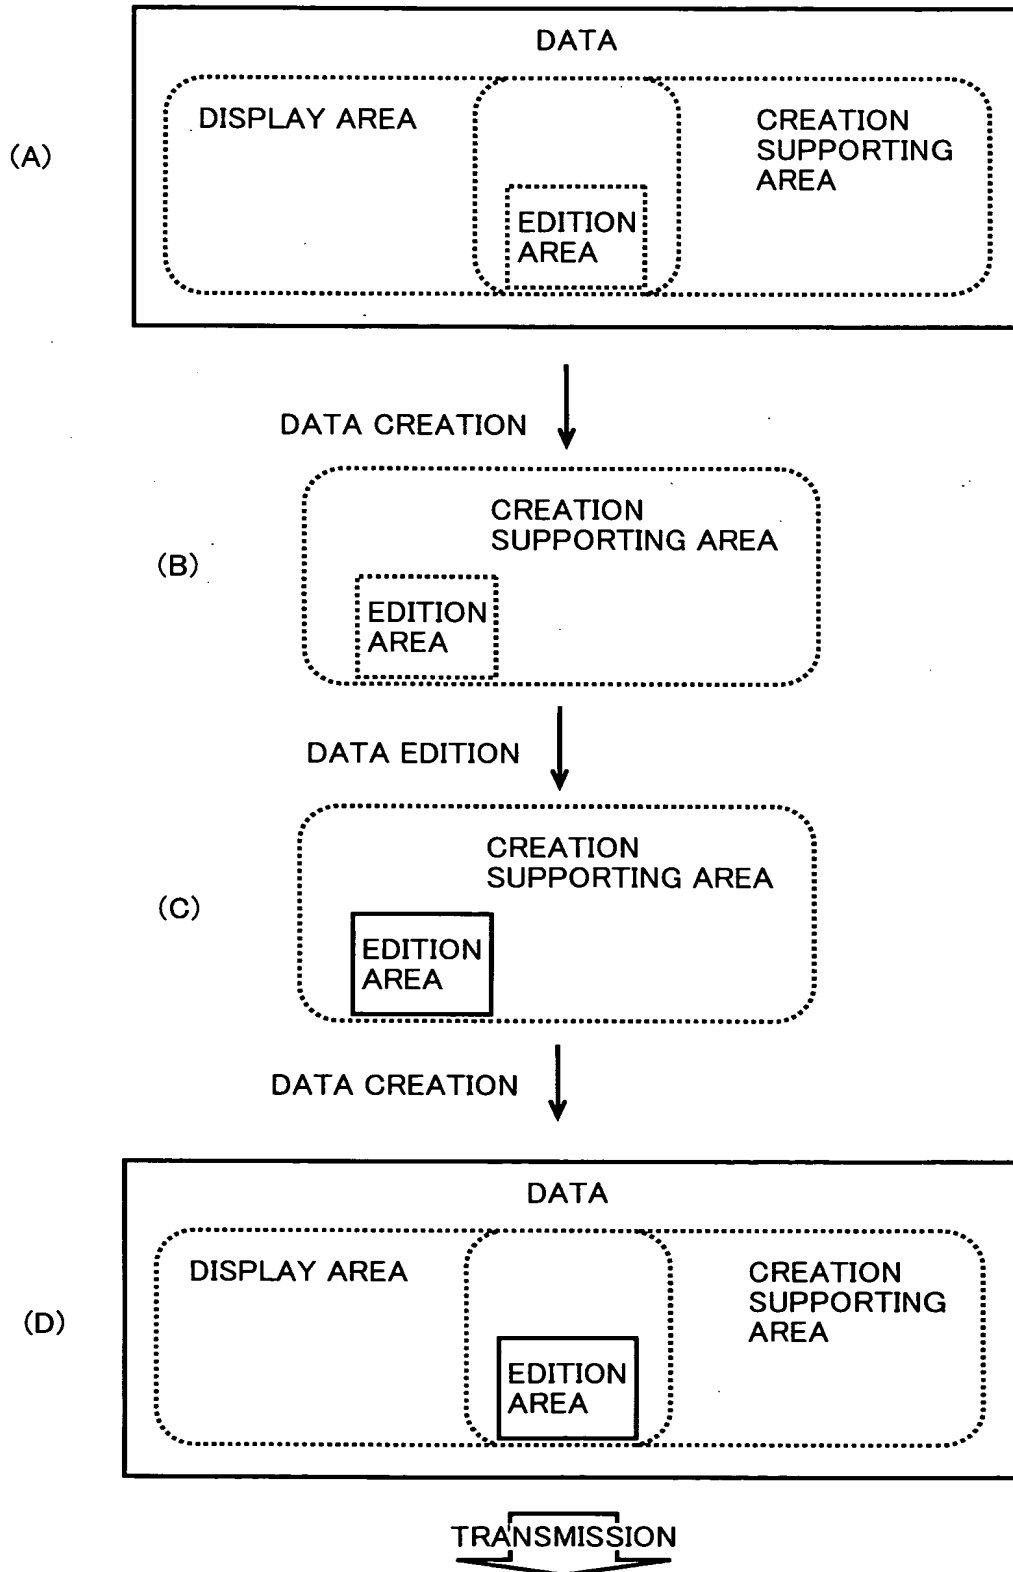 DATA
DISPLAY AREA
CREATION
SUPPORTING
AREA
(A)
EDITION
AREA
DATA CREATION
CREATION
SUPPORTING AREA
(B)
EDITION
AREA
DATA EDITION
CREATION
SUPPORTING AREA
(C)
EDITION
AREA
DATA CREATION
DATA
DISPLAY AREA
CREATION
SUPPORTING
AREA
(D)
EDITION
AREA
TRANSMISSION